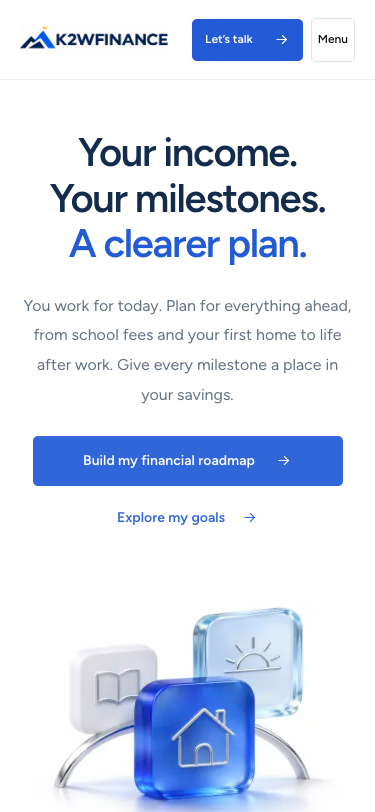 K2WFINANCE
Let's talk →
Menu
Your income.
Your milestones.
A clearer plan.
You work for today. Plan for everything ahead,
from school fees and your first home to life
after work. Give every milestone a place in
your savings.
Build my financial roadmap →
Explore my goals →